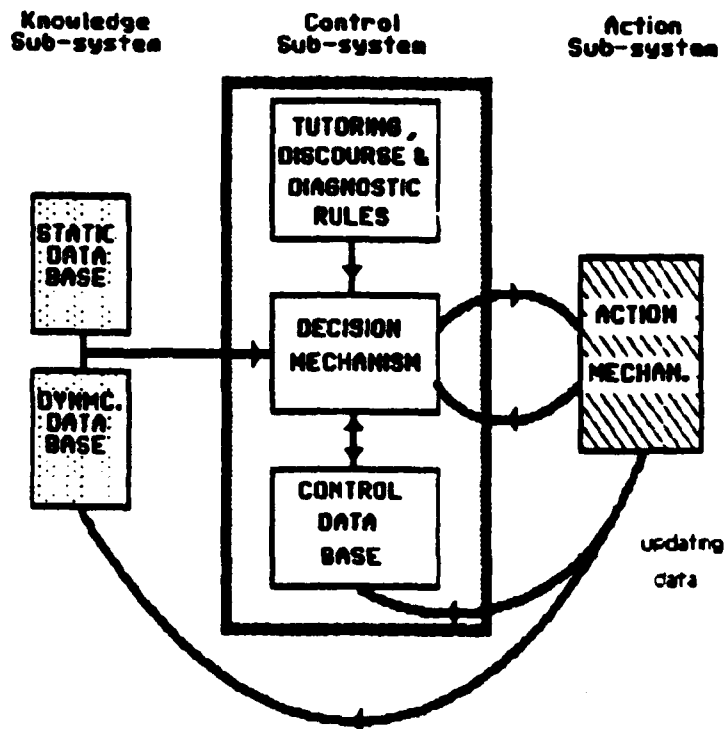 Knowledge
Sub-system
Control
Sub-system
Action
Sub-system
TUTORING,
DISCOURSE &
DIAGNOSTIC
RULES
STATIC
DATA
BASE
DECISION
MECHANISM
ACTION
MECHAN.
DYNMC.
DATA
BASE
CONTROL
DATA
BASE
updating
data